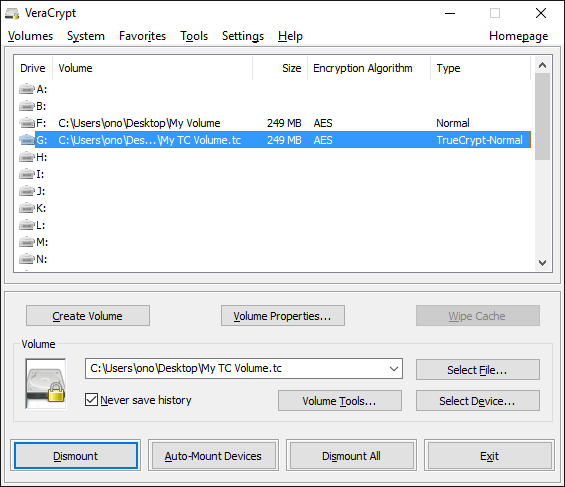 VeraCrypt
Volumes System Favorites Tools Settings Help Homepage
Drive Volume Size Encryption Algorithm Type
A:
B:
F: C:\Users\ono\Desktop\My Volume 249 MB AES Normal
G: C:\Users\ono\Des...\My TC Volume.tc 249 MB AES TrueCrypt-Normal
H:
I:
J:
K:
L:
M:
N:
Create Volume Volume Properties... Wipe Cache
Volume
C:\Users\ono\Desktop\My TC Volume.tc Select File...
Never save history Volume Tools... Select Device...
Dismount Auto-Mount Devices Dismount All Exit